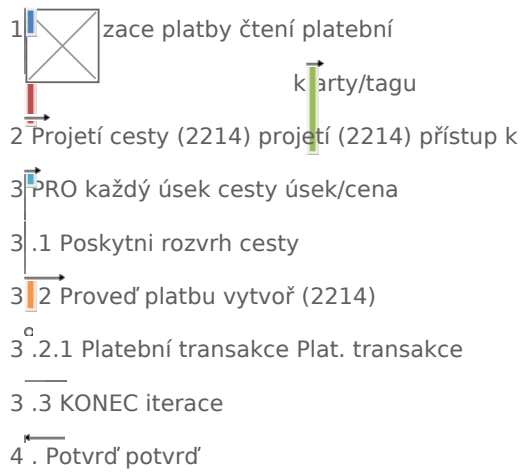 1 zace platby čtení platební
karty/tagu
2 Projetí cesty (2214) projetí (2214) přístup k
3 PRO každý úsek cesty úsek/cena
3 .1 Poskytni rozvrh cesty
3 2 Proveď platbu vytvoř (2214)
3 .2.1 Platební transakce Plat. transakce
3 .3 KONEC iterace
4 . Potvrď potvrď